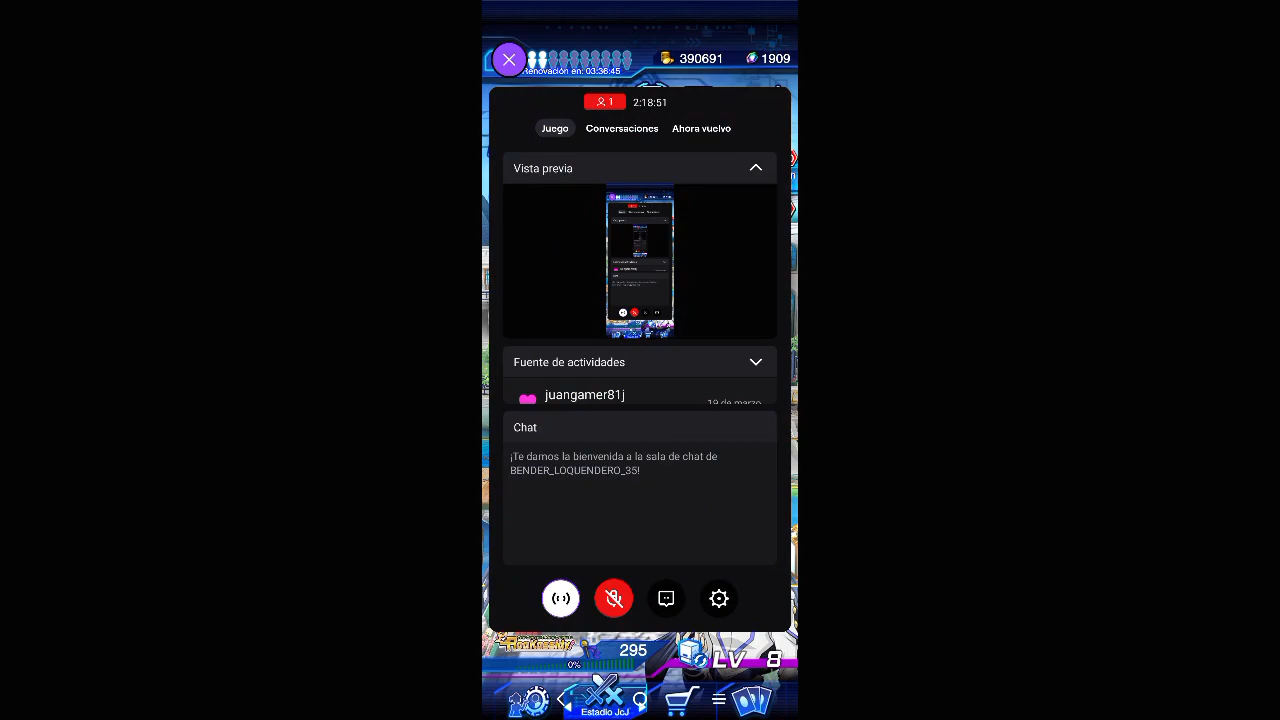 390691
1909
Renovación en: 03:36:45
1
2:18:51
Juego
Conversaciones
Ahora vuelvo
Vista previa
Fuente de actividades
juangamer81j
19 de marzo
Chat
¡Te damos la bienvenida a la sala de chat de
BENDER_LOQUENDERO_35!
295
0%
LV 8
Estadio JcJ